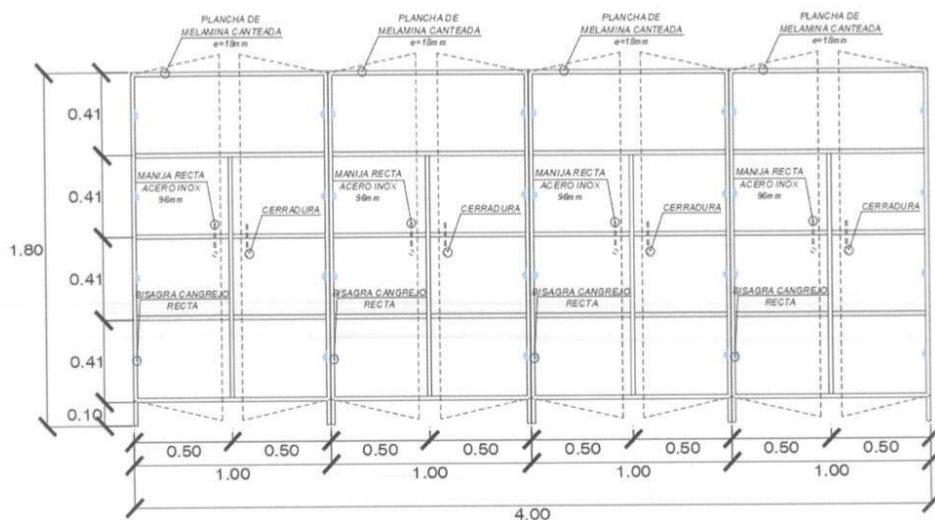 PLANCHA DE
MELAMINA CANTEADA
e=18mm
PLANCHA DE
MELAMINA CANTEADA
e=18mm
PLANCHA DE
MELAMINA CANTEADA
e=18mm
PLANCHA DE
MELAMINA CANTEADA
e=18mm
0.41
MANIJA RECTA
ACERO INOX
96mm
CERRADURA
MANIJA RECTA
ACERO INOX
96mm
CERRADURA
MANIJA RECTA
ACERO INOX
96mm
CERRADURA
MANIJA RECTA
ACERO INOX
96mm
CERRADURA
0.41
1.80
0.41
BISAGRA CANGREJO
RECTA
BISAGRA CANGREJO
RECTA
BISAGRA CANGREJO
RECTA
BISAGRA CANGREJO
RECTA
0.41
0.10
0.50 0.50 0.50 0.50 0.50 0.50 0.50 0.50
1.00 1.00 1.00 1.00
4.00